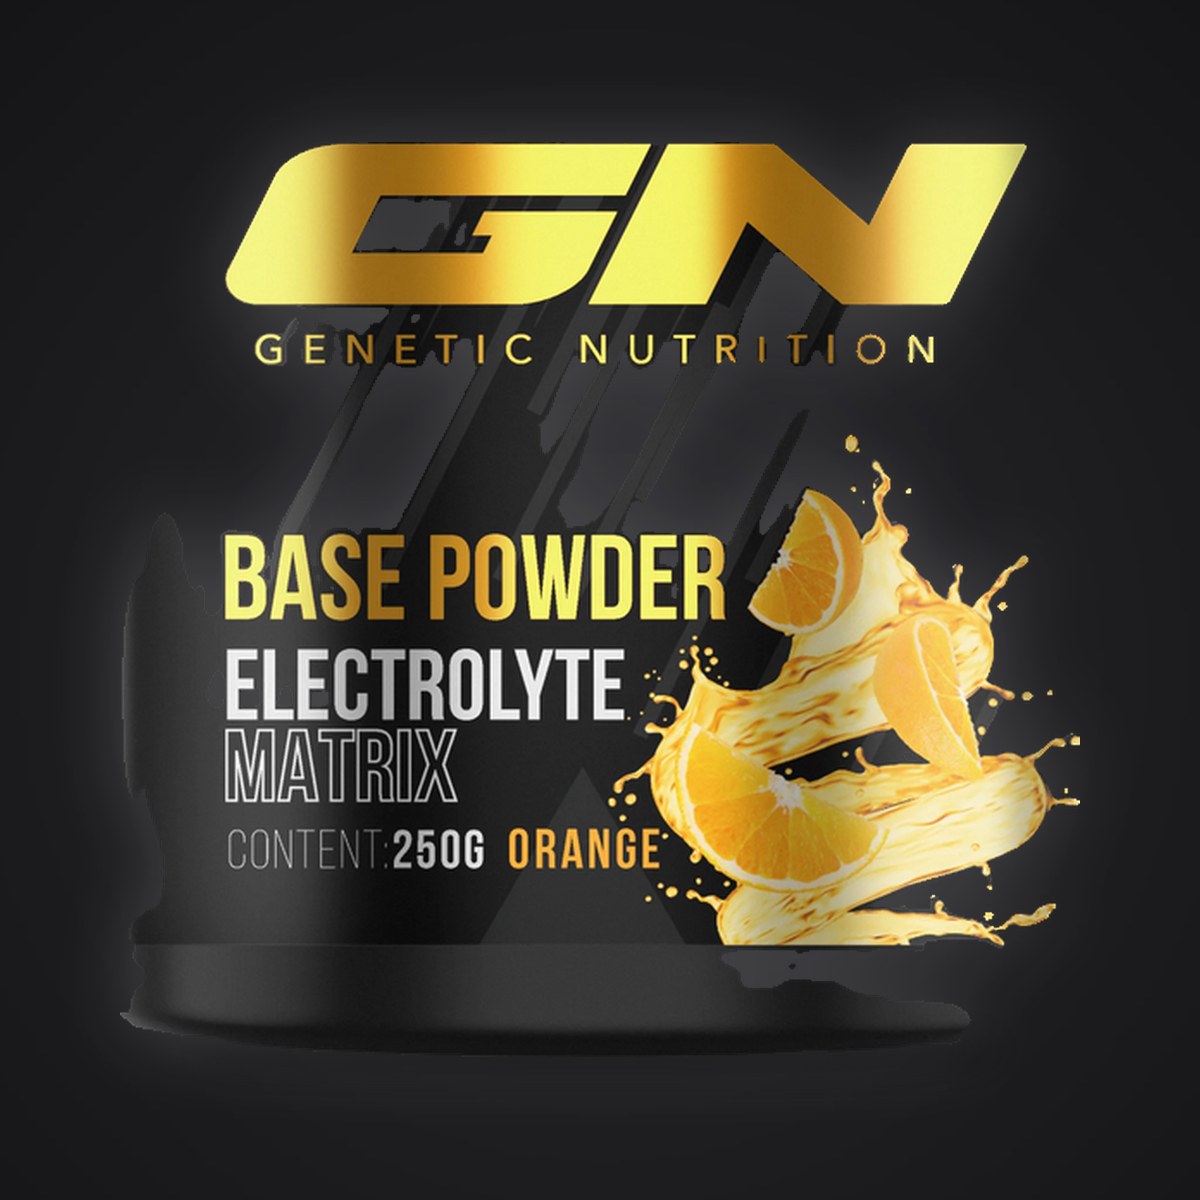 GN
GENETIC NUTRITION
BASE POWDER
ELECTROLYTE
MATRIX
CONTENT:250G ORANGE